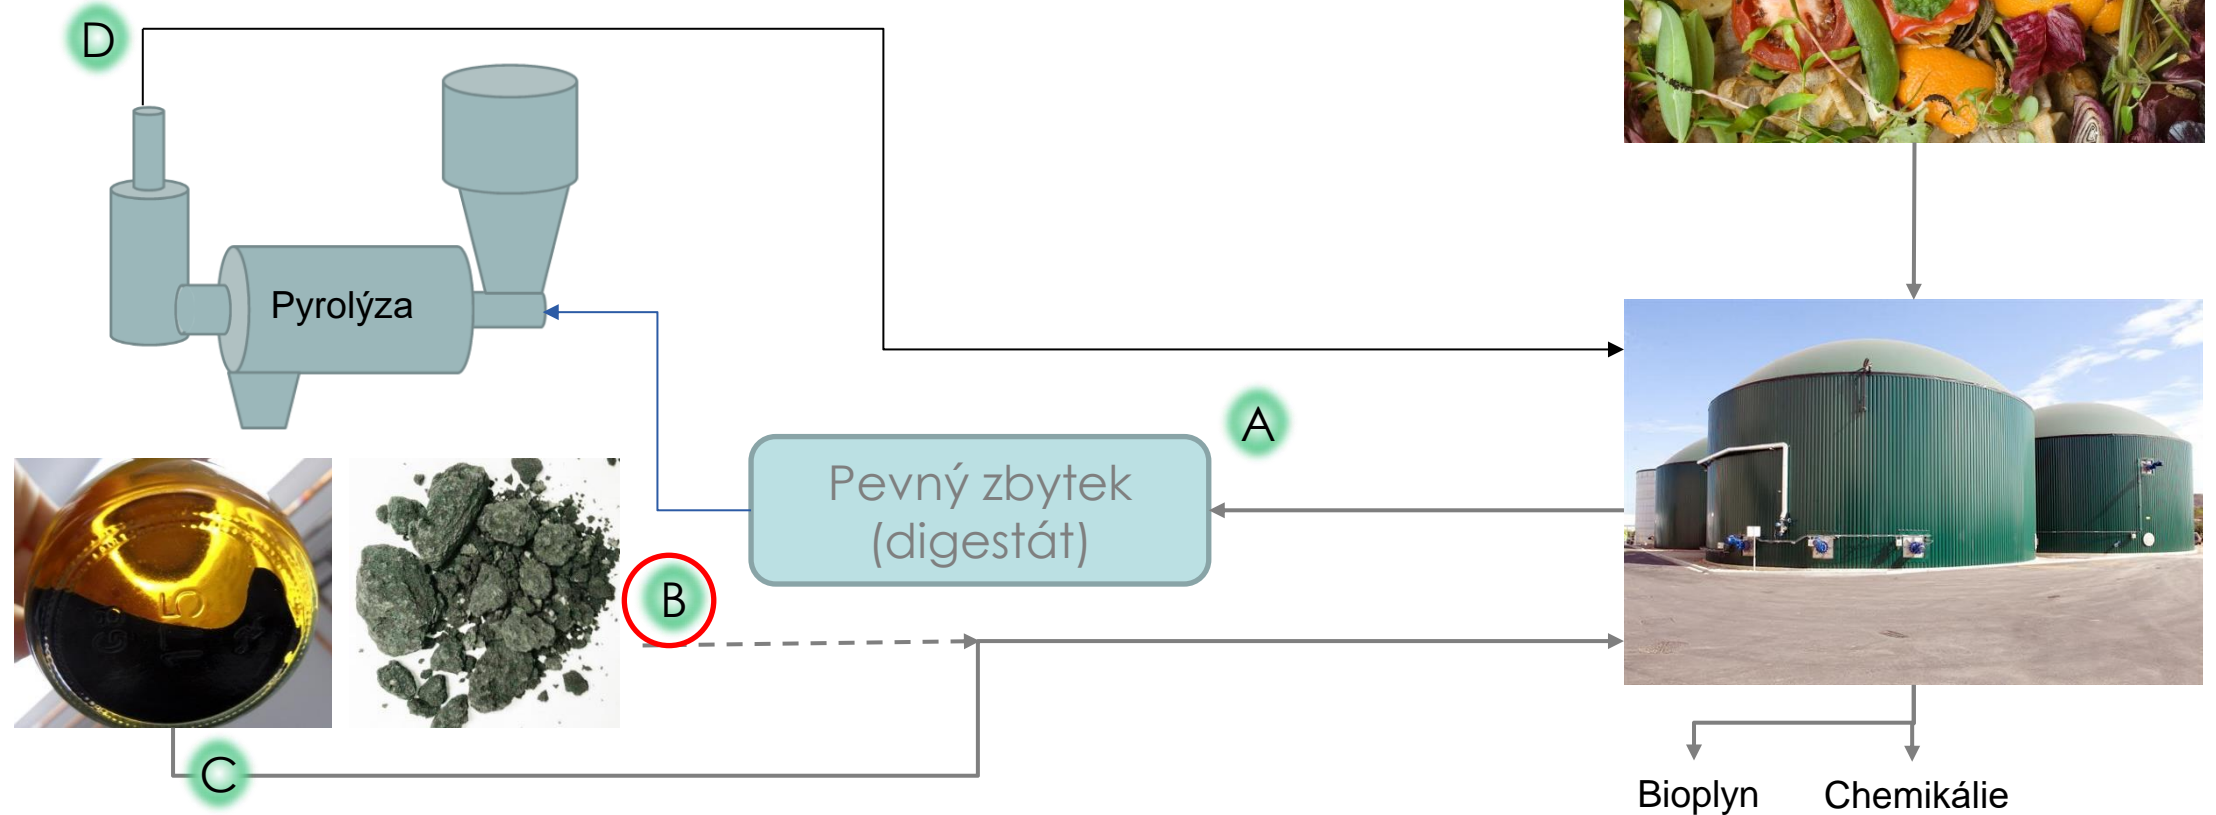 D
Pyrolýza
A
Pevný zbytek
(digestát)
B
C
Bioplyn
Chemikálie